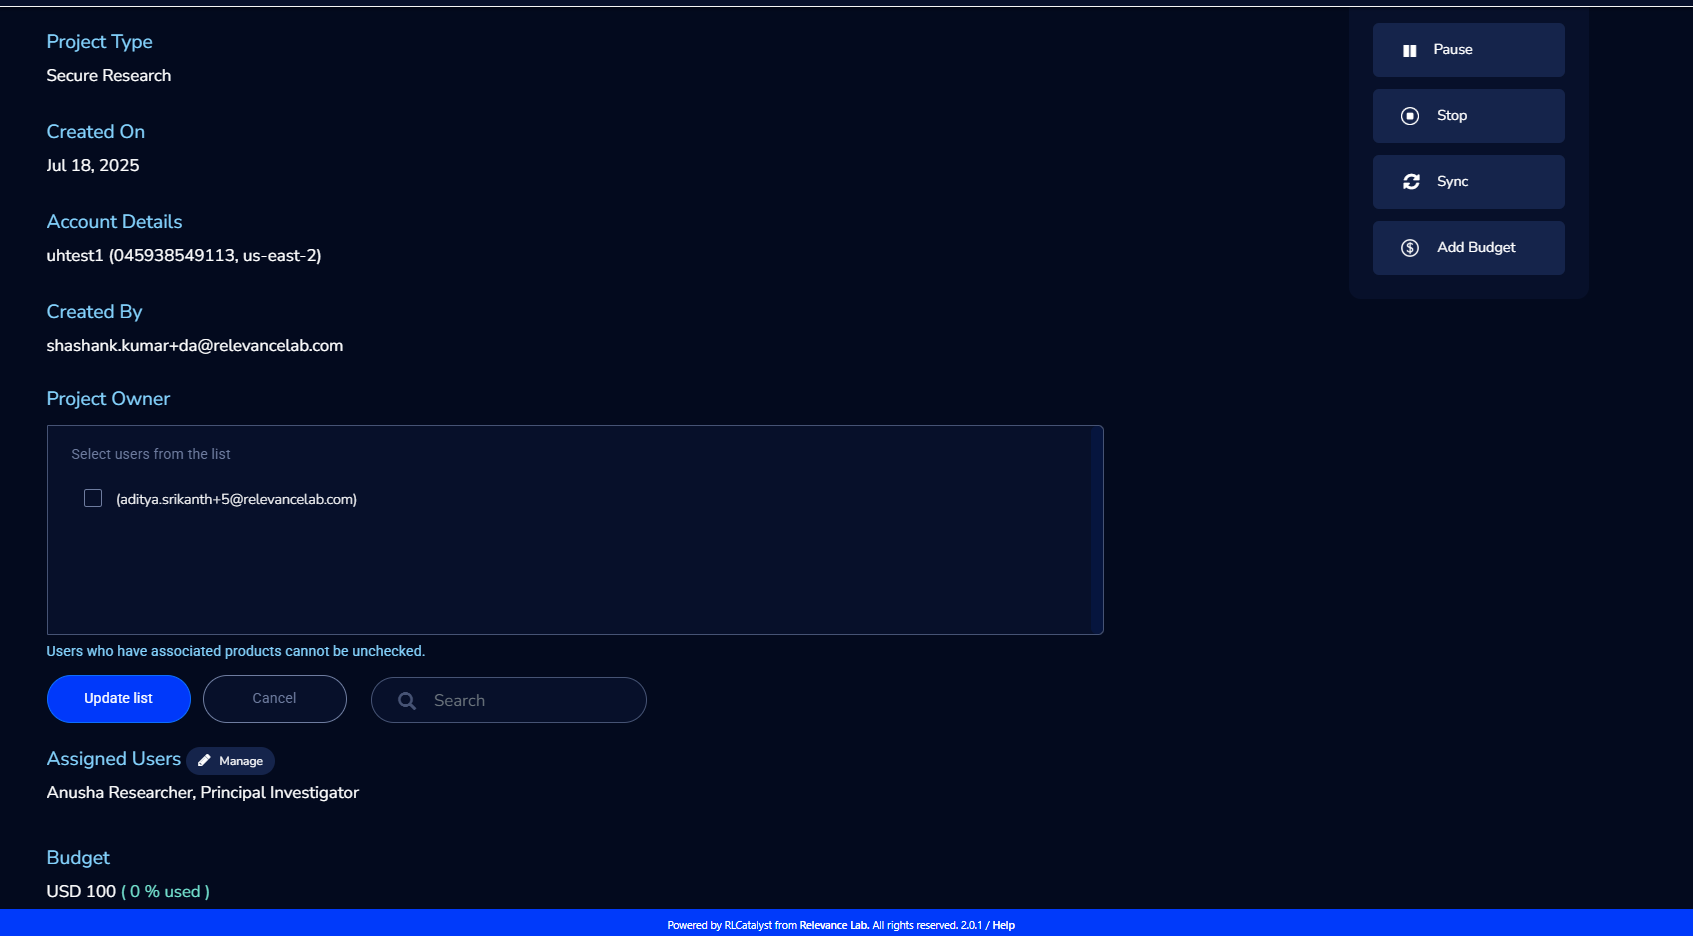 Project Type
Secure Research
Created On
Jul 18, 2025
Account Details
uhtest1 (045938549113, us-east-2)
Created By
shashank.kumar+da@relevancelab.com
Project Owner
Select users from the list
(aditya.srikanth+5@relevancelab.com)
Users who have associated products cannot be unchecked.
Update list
Cancel
Search
Assigned Users
Manage
Anusha Researcher, Principal Investigator
Budget
USD 100 ( 0 % used )
Pause
Stop
Sync
Add Budget
Powered by RLCatalyst from Relevance Lab. All rights reserved. 2.0.1 / Help